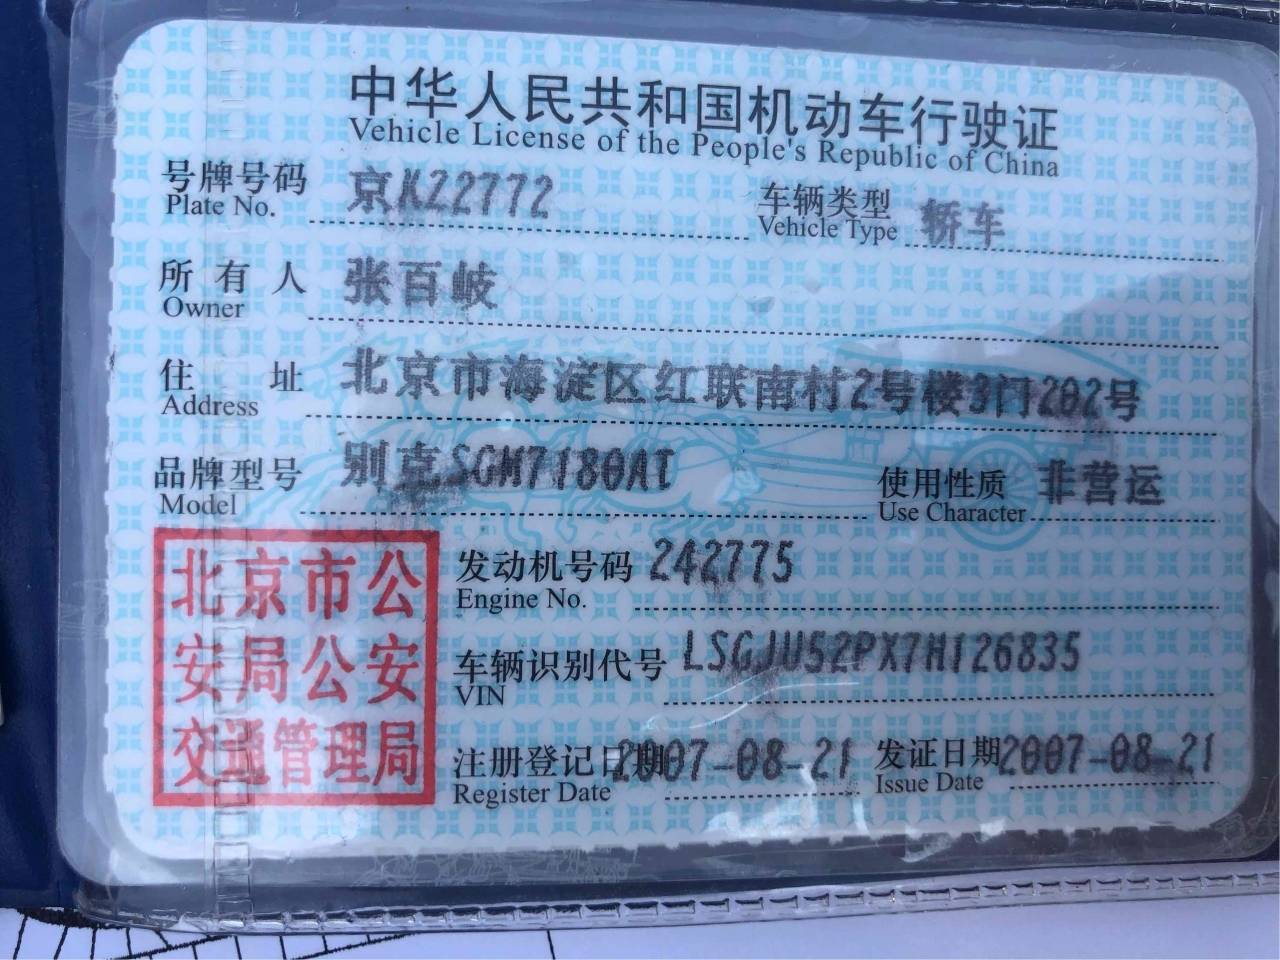 中华人民共和国机动车行驶证
Vehicle License of the People's Republic of China
号牌号码 京KZ2772 车辆类型 轿车
Plate No. Vehicle Type
所有人 张百岐
Owner
住址 北京市海淀区红联南村2号楼3门202号
Address
品牌型号 别克SGM7180AT 使用性质 非营运
Model Use Character
北京市公安局公安交通管理局
发动机号码 242775
Engine No.
车辆识别代号 LSGJU52PX7H126835
VIN
注册登记日期 2007-08-21 发证日期 2007-08-21
Register Date Issue Date